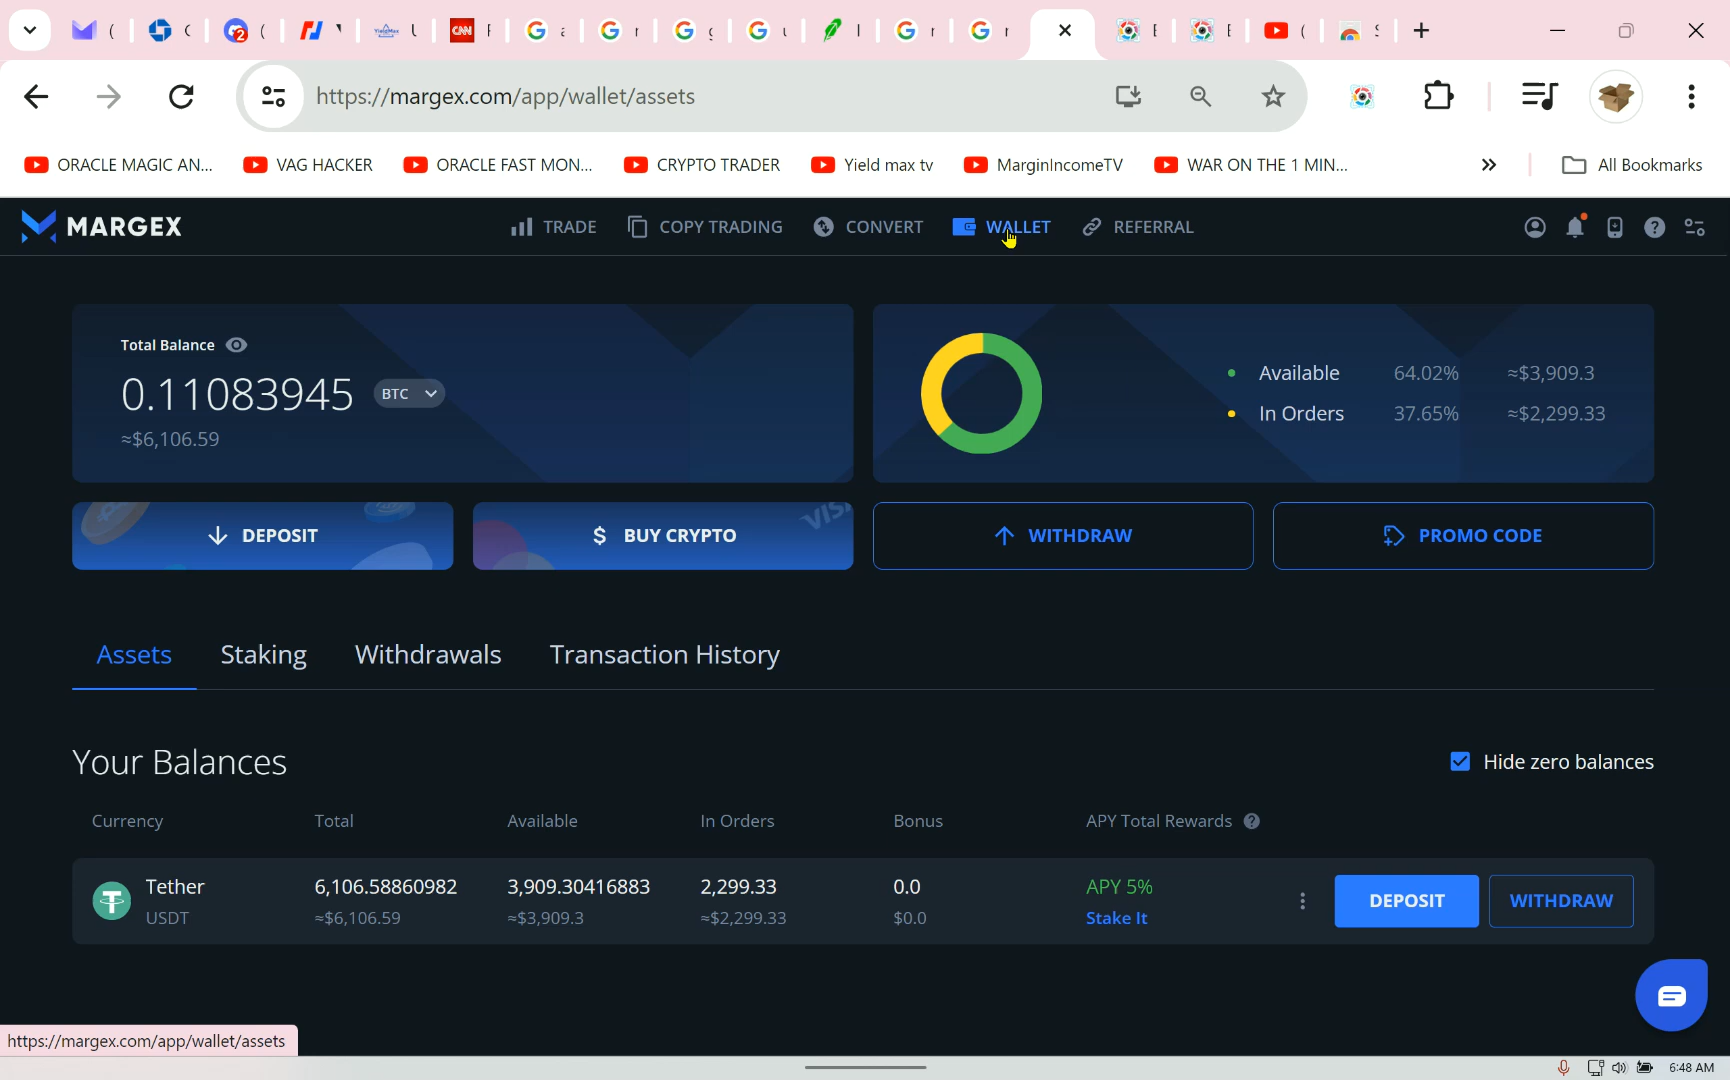 https://margex.com/app/wallet/assets
ORACLE MAGIC AN... VAG HACKER ORACLE FAST MON... CRYPTO TRADER Yield max tv MarginIncomeTV WAR ON THE 1 MIN... All Bookmarks
MARGEX TRADE COPY TRADING CONVERT WALLET REFERRAL
Total Balance
0.11083945 BTC
≈$6,106.59
Available 64.02% ≈$3,909.3
In Orders 37.65% ≈$2,299.33
DEPOSIT $ BUY CRYPTO VISA WITHDRAW PROMO CODE
Assets Staking Withdrawals Transaction History
Your Balances Hide zero balances
Currency Total Available In Orders Bonus APY Total Rewards
Tether 6,106.58860982 3,909.30416883 2,299.33 0.0 APY 5%
USDT ≈$6,106.59 ≈$3,909.3 ≈$2,299.33 $0.0 Stake It
DEPOSIT WITHDRAW
https://margex.com/app/wallet/assets
6:48 AM